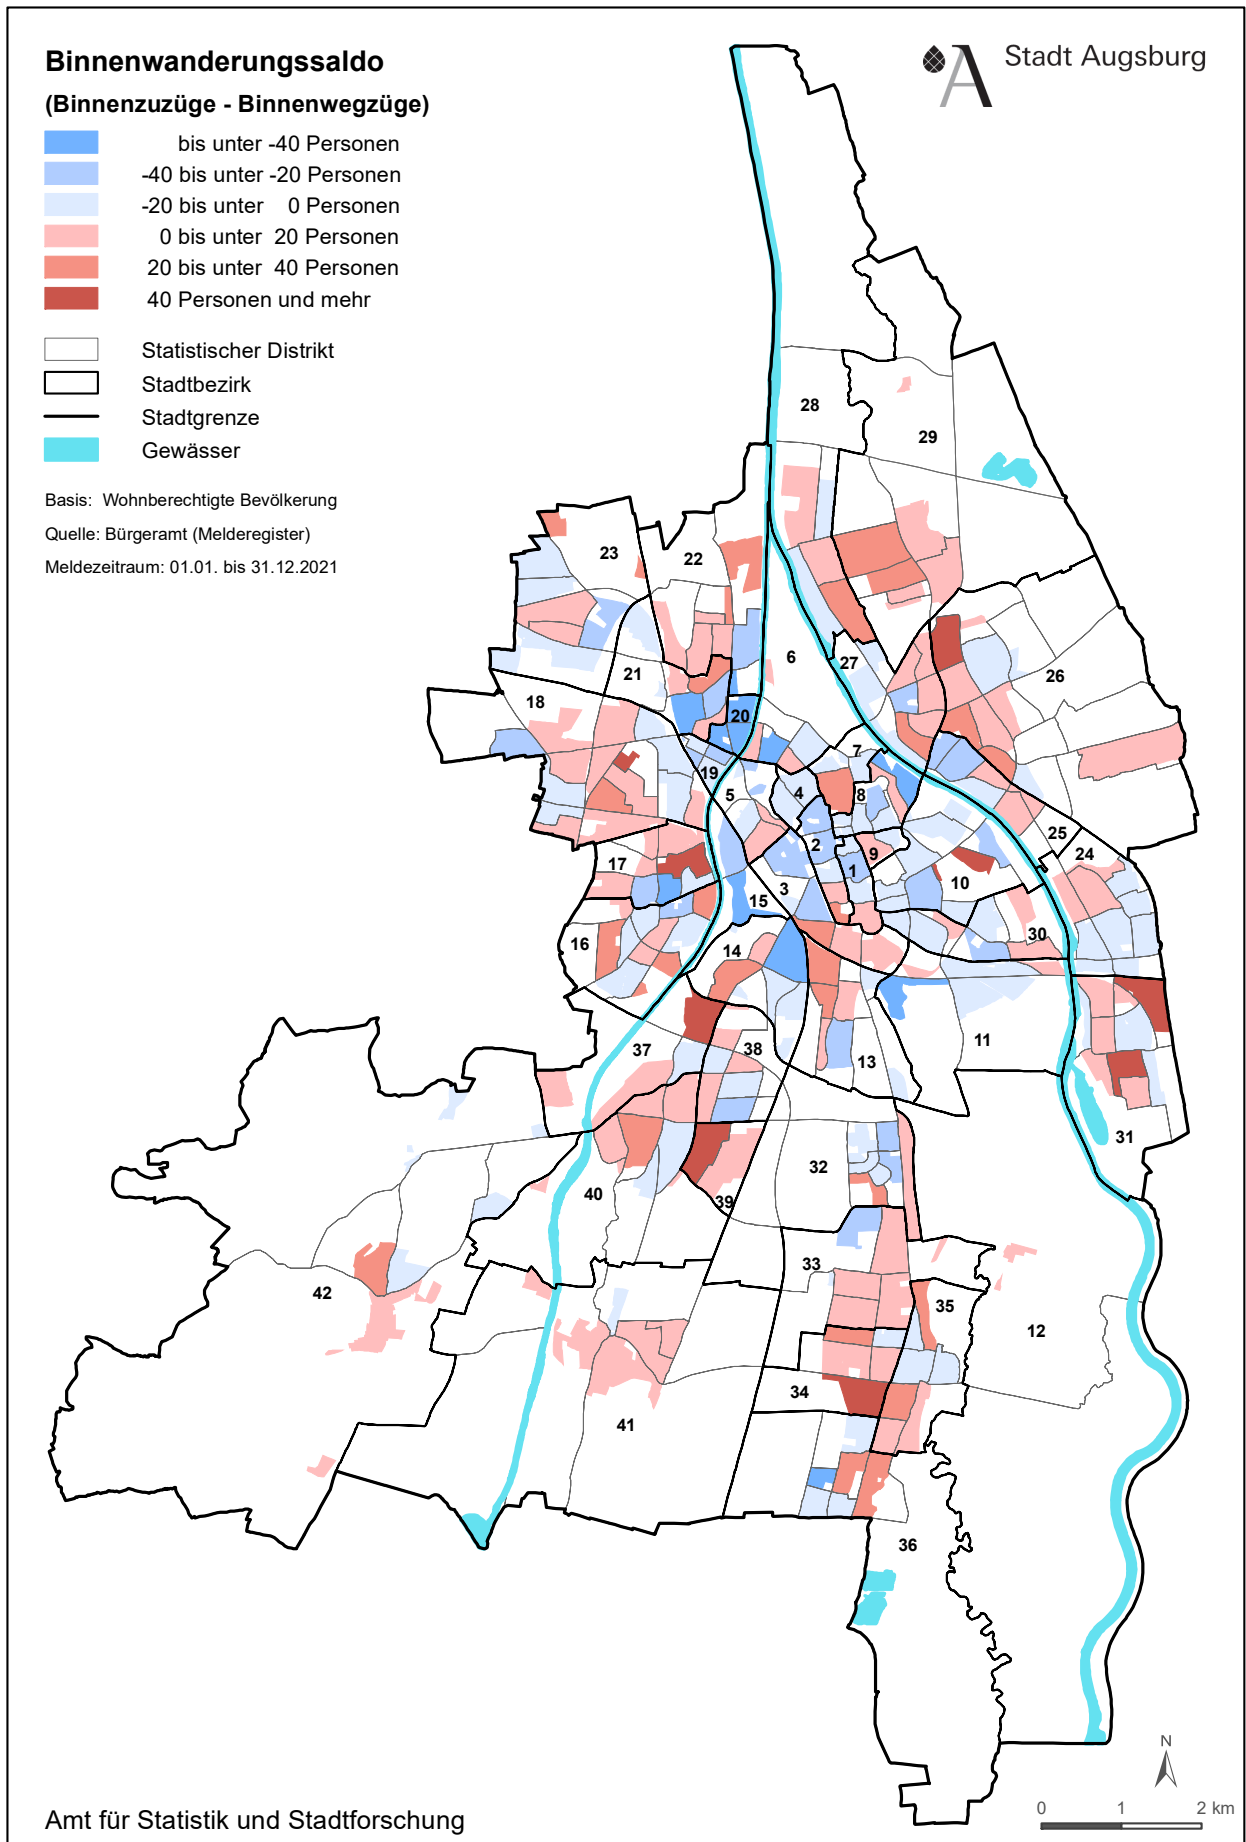 Binnenwanderungssaldo
(Binnenzuzüge - Binnenwegzüge)
bis unter -40 Personen
-40 bis unter -20 Personen
-20 bis unter 0 Personen
0 bis unter 20 Personen
20 bis unter 40 Personen
40 Personen und mehr
Statistischer Distrikt
Stadtbezirk
Stadtgrenze
Gewässer
Basis: Wohnberechtigte Bevölkerung
Quelle: Bürgeramt (Melderegister)
Meldezeitraum: 01.01. bis 31.12.2021
A Stadt Augsburg
28
29
23
22
6
27
21
26
18
20
7
19
5
4
8
25
2
24
17
9
1
10
3
15
30
16
14
11
37
38
13
31
32
40
39
33
42
35
12
34
41
36
N
0 1 2 km
Amt für Statistik und Stadtforschung